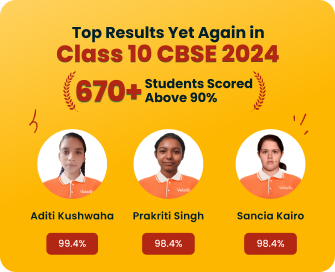 Top Results Yet Again in
Class 10 CBSE 2024
670+ Students Scored
Above 90%
Aditi Kushwaha
Prakriti Singh
Sancia Kairo
99.4%
98.4%
98.4%